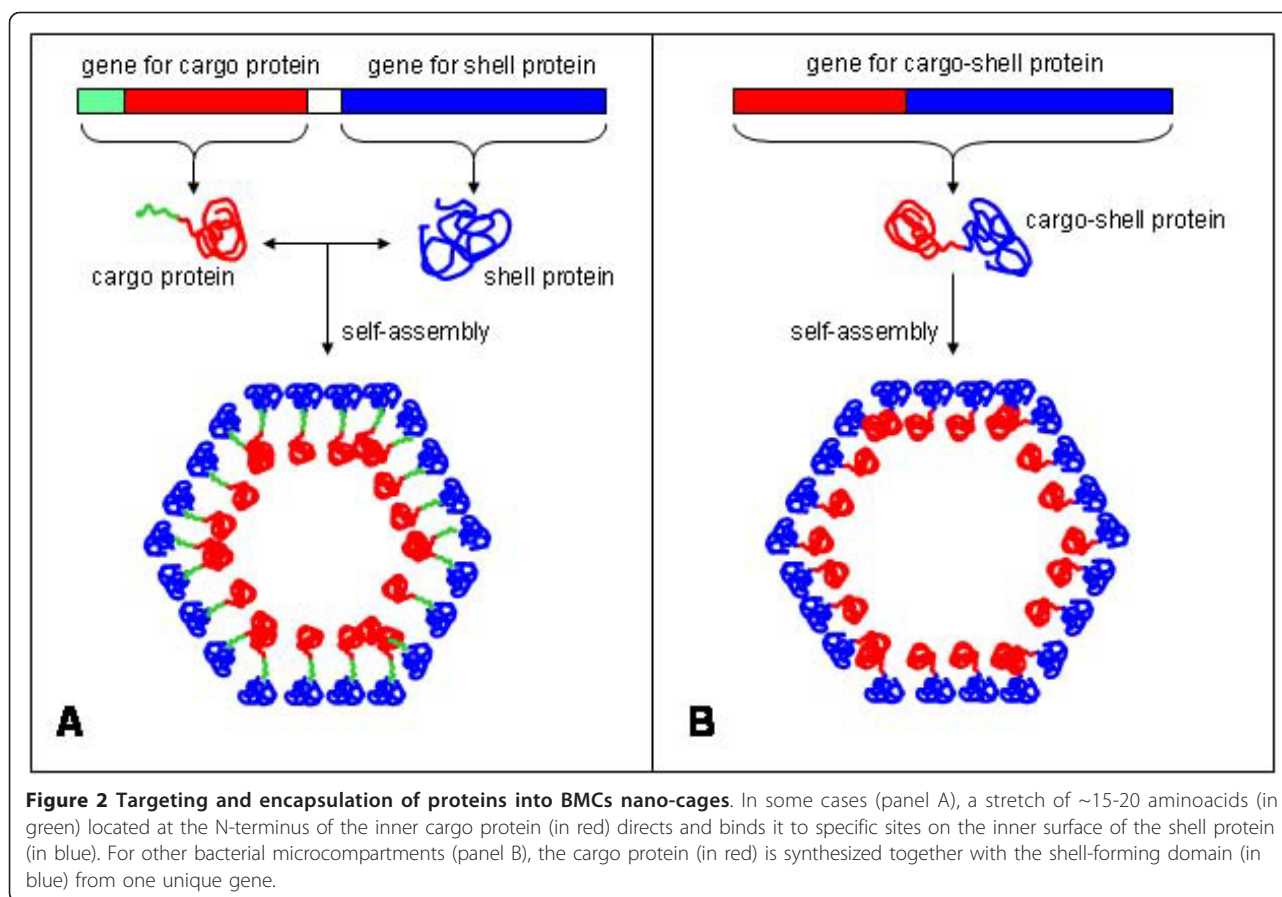 gene for cargo protein
gene for shell protein
cargo protein
shell protein
self-assembly
A
gene for cargo-shell protein
cargo-shell protein
self-assembly
B
Figure 2 Targeting and encapsulation of proteins into BMCs nano-cages. In some cases (panel A), a stretch of ~15-20 aminoacids (in
green) located at the N-terminus of the inner cargo protein (in red) directs and binds it to specific sites on the inner surface of the shell protein
(in blue). For other bacterial microcompartments (panel B), the cargo protein (in red) is synthesized together with the shell-forming domain (in
blue) from one unique gene.